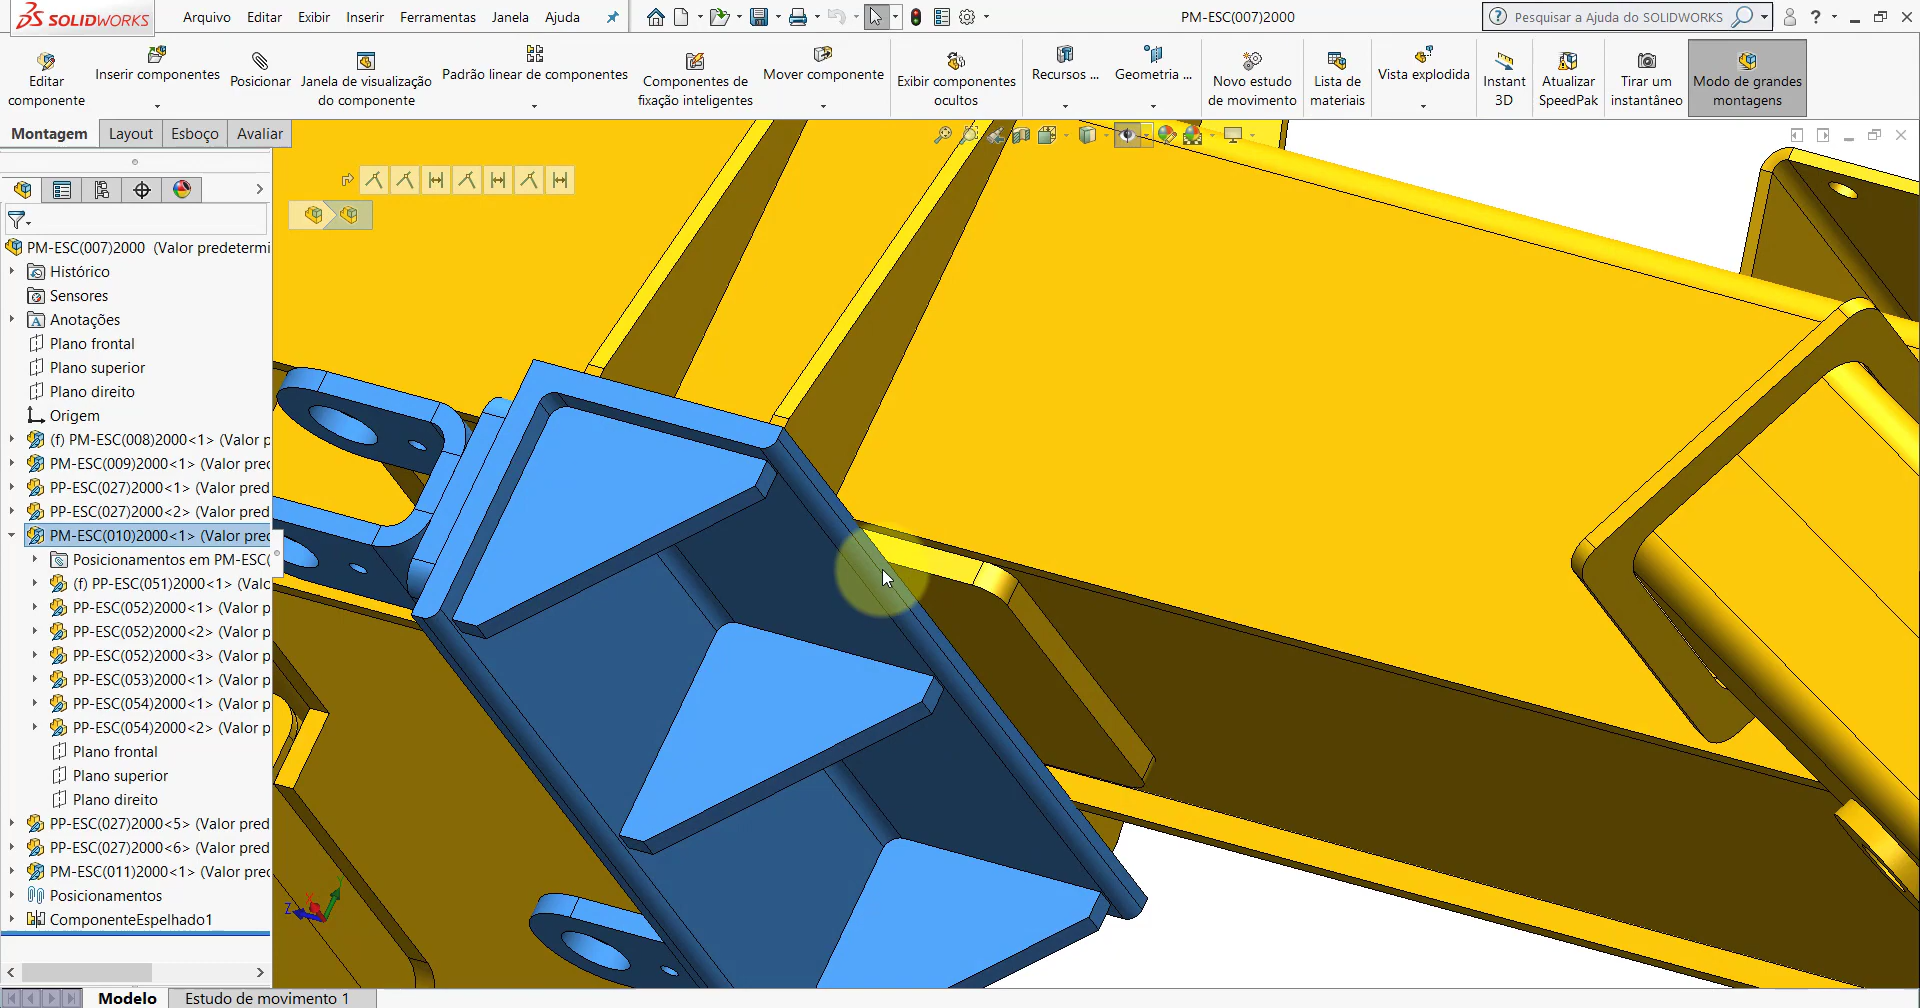 SOLIDWORKS
Arquivo Editar Exibir Inserir Ferramentas Janela Ajuda
PM-ESC(007)2000
Pesquisar a Ajuda do SOLIDWORKS
Editar componente
Inserir componentes
Posicionar
Janela de visualização do componente
Padrão linear de componentes
Componentes de fixação inteligentes
Mover componente
Exibir componentes ocultos
Recursos ...
Geometria ...
Novo estudo de movimento
Lista de materiais
Vista explodida
Instant 3D
Atualizar SpeedPak
Tirar um instantâneo
Modo de grandes montagens
Montagem Layout Esboço Avaliar
PM-ESC(007)2000 (Valor predetermi
Histórico
Sensores
Anotações
Plano frontal
Plano superior
Plano direito
Origem
(f) PM-ESC(008)2000<1> (Valor p
PM-ESC(009)2000<1> (Valor pred
PP-ESC(027)2000<1> (Valor pred
PP-ESC(027)2000<2> (Valor pred
PM-ESC(010)2000<1> (Valor pred
Posicionamentos em PM-ESC(
(f) PP-ESC(051)2000<1> (Valo
PP-ESC(052)2000<1> (Valor p
PP-ESC(052)2000<2> (Valor p
PP-ESC(052)2000<3> (Valor p
PP-ESC(053)2000<1> (Valor p
PP-ESC(054)2000<1> (Valor p
PP-ESC(054)2000<2> (Valor p
Plano frontal
Plano superior
Plano direito
PP-ESC(027)2000<5> (Valor pred
PP-ESC(027)2000<6> (Valor pred
PM-ESC(011)2000<1> (Valor pred
Posicionamentos
ComponenteEspelhado1
Z
Modelo Estudo de movimento 1